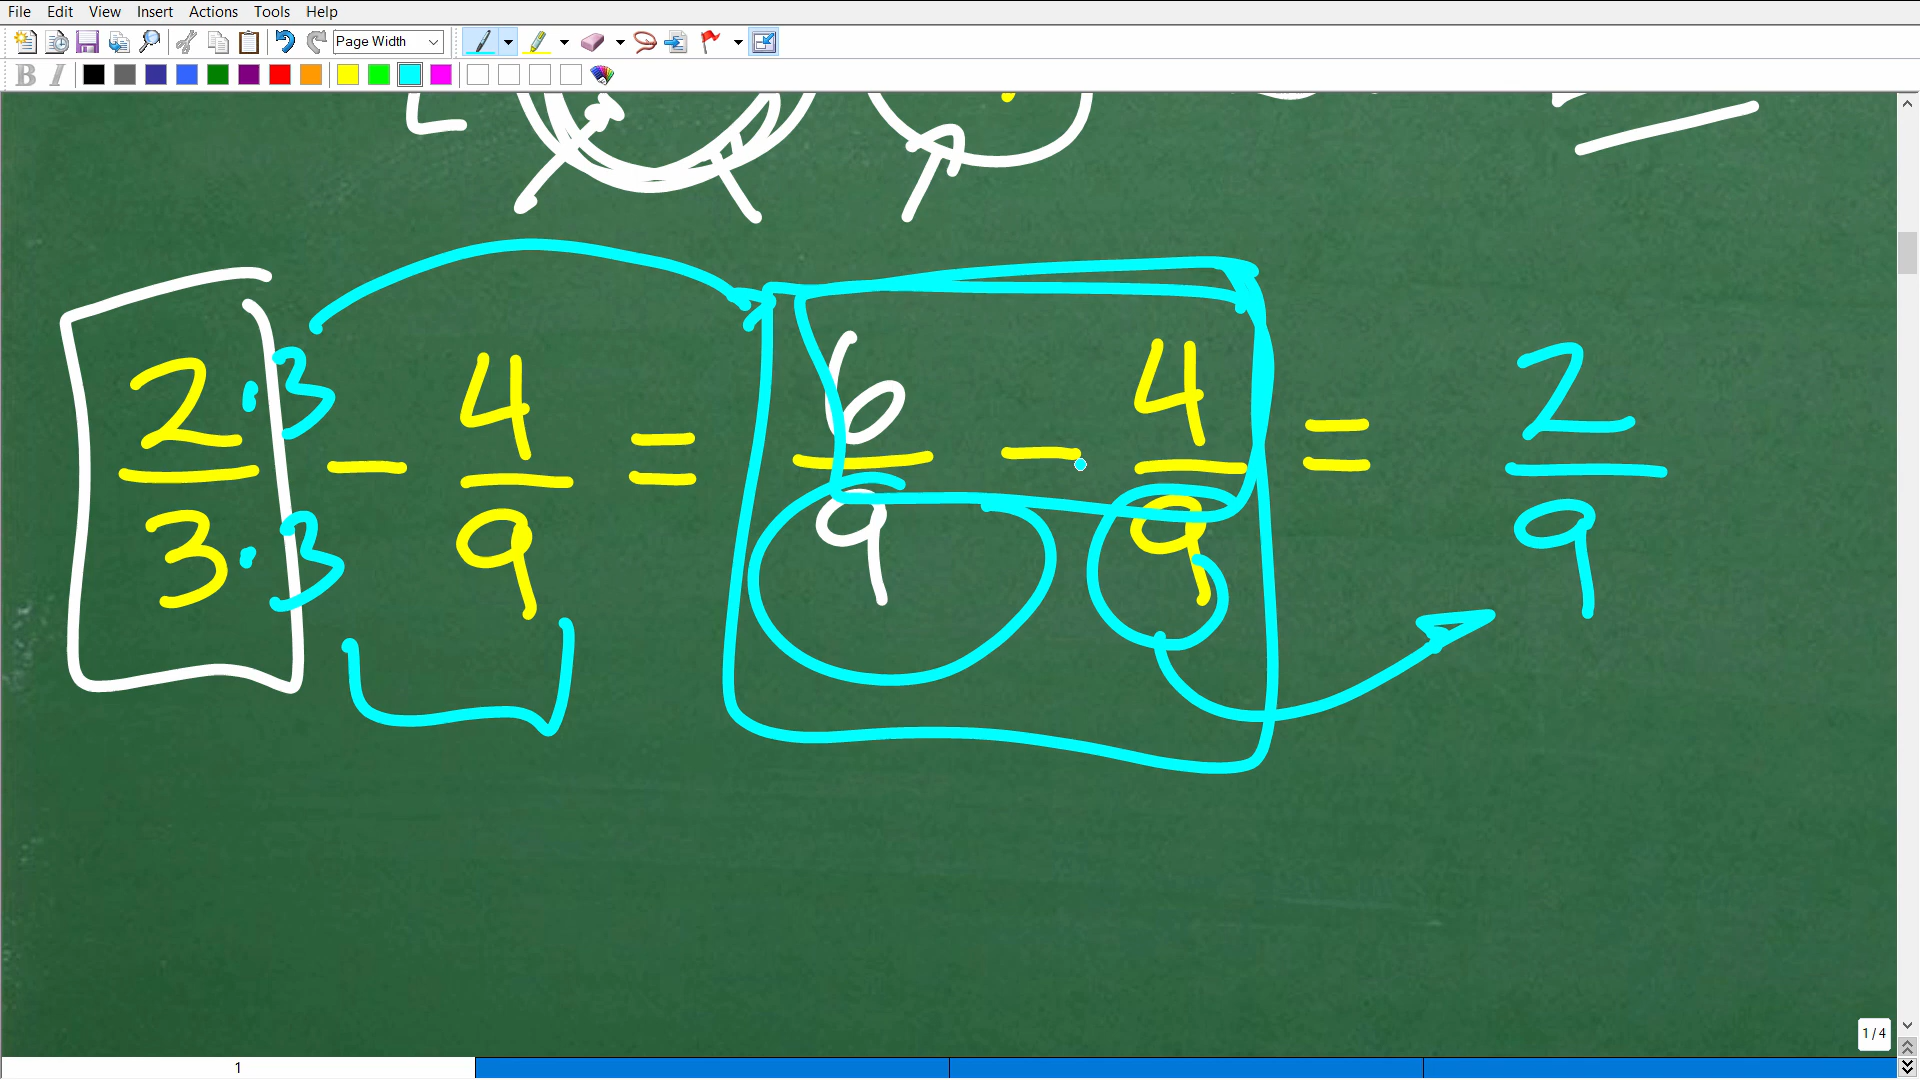 File Edit View Insert Actions Tools Help
Page Width
B I
2·3/3·3 − 4/9 = 6/9 − 4/9 = 2/9
1 / 4
1